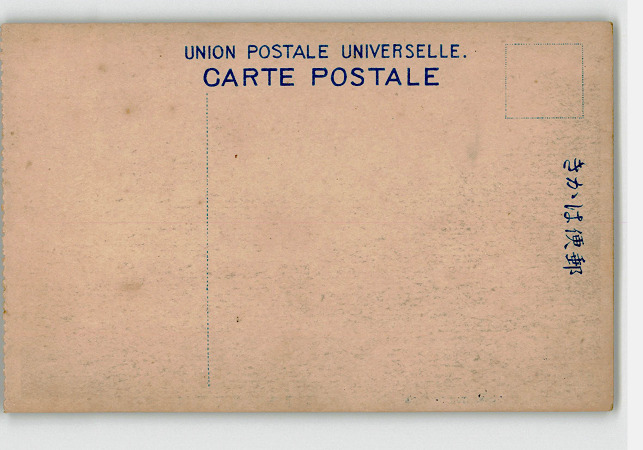 UNION POSTALE UNIVERSELLE.
CARTE POSTALE
郵便はかき